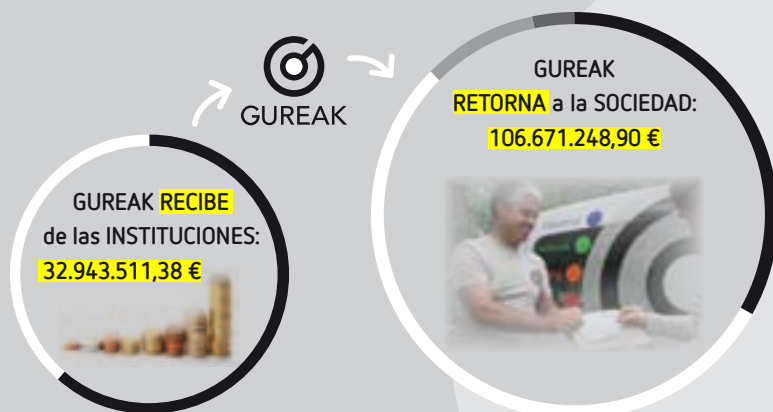 GUREAK RECIBE
de las INSTITUCIONES:
32.943.511,38 €
GUREAK
GUREAK
RETORNA a la SOCIEDAD:
106.671.248,90 €